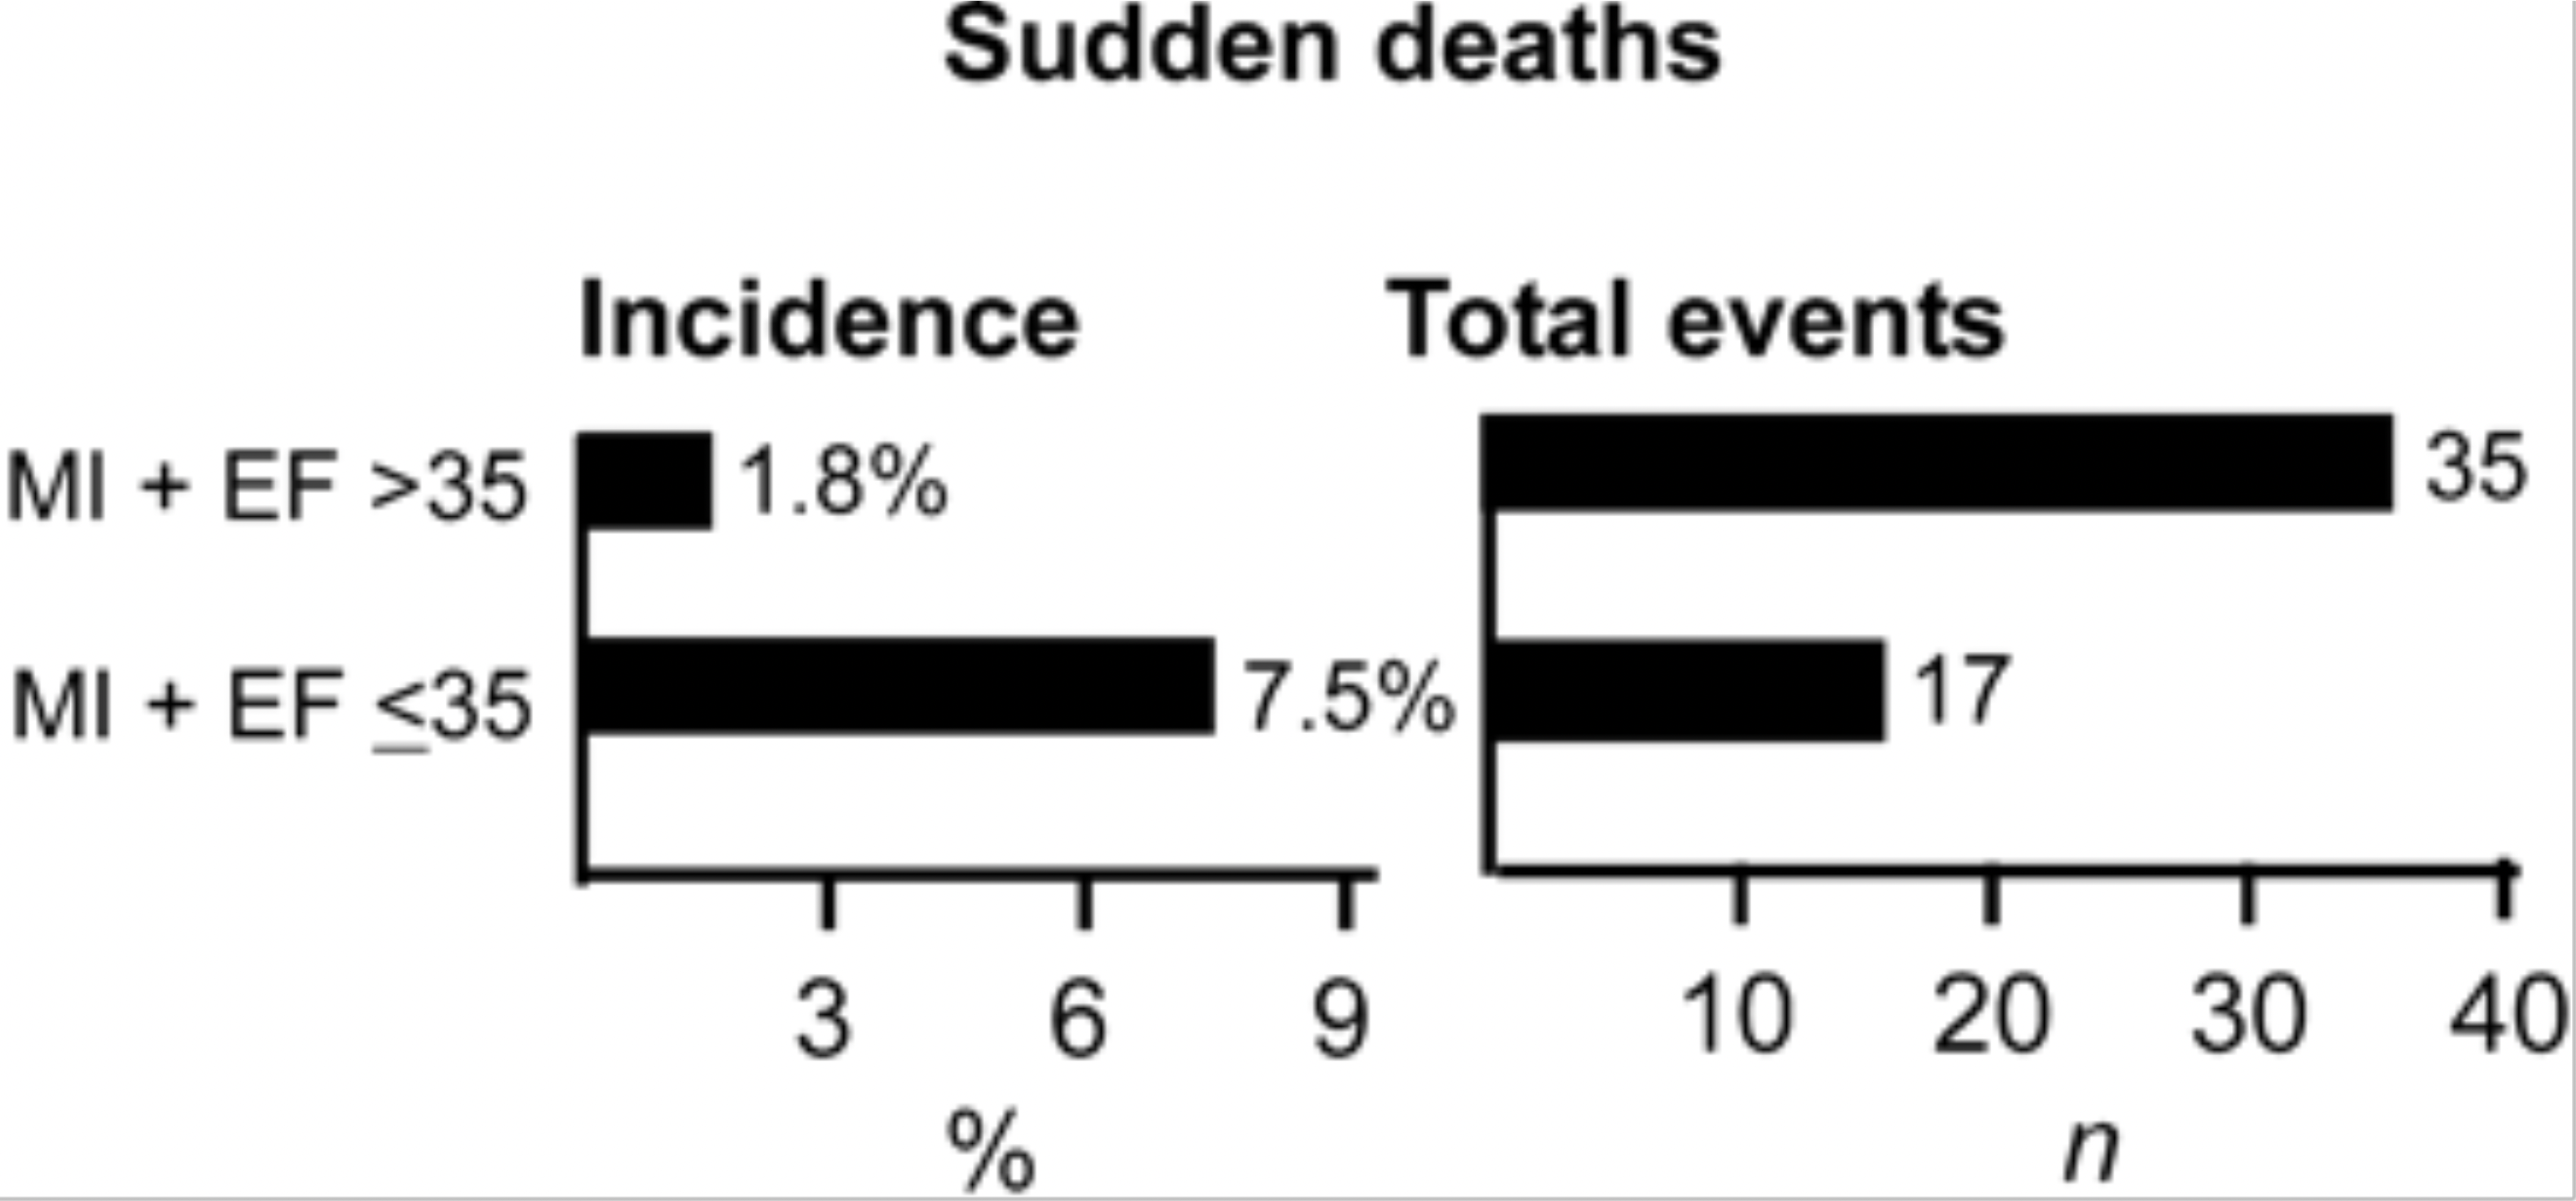 Sudden deaths
Incidence Total events
MI + EF >35 1.8% 35
MI + EF ≤35 7.5% 17
3 6 9 10 20 30 40
% n